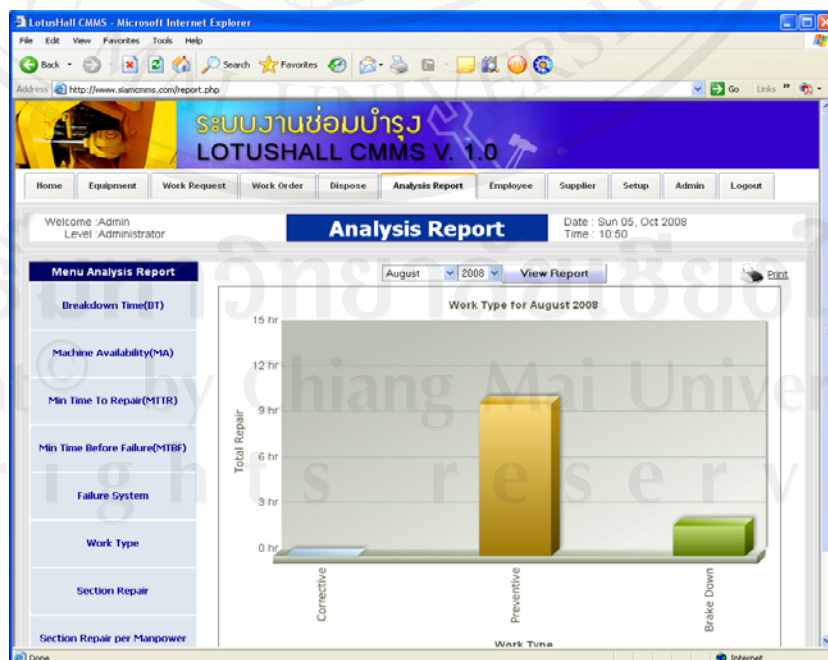 LotusHall CMMS - Microsoft Internet Explorer
File Edit View Favorites Tools Help
Back Search Favorites
Address http://www.siamcmms.com/report.php Go Links
ระบบงานซ่อมบำรุง
LOTUSHALL CMMS V. 1.0
Home Equipment Work Request Work Order Dispose Analysis Report Employee Supplier Setup Admin Logout
Welcome :Admin
Level :Administrator
Analysis Report
Date : Sun 05, Oct 2008
Time : 10:50
Menu Analysis Report
Breakdown Time(BT)
Machine Availability(MA)
Min Time To Repair(MTTR)
Min Time Before Failure(MTBF)
Failure System
Work Type
Section Repair
Section Repair per Manpower
August 2008 View Report Print
Work Type for August 2008
15 hr
12 hr
9 hr
6 hr
3 hr
0 hr
Total Repair
Corrective
Preventive
Brake Down
Work Type
Done Internet
by Chiang Mai Univer
rights reserv